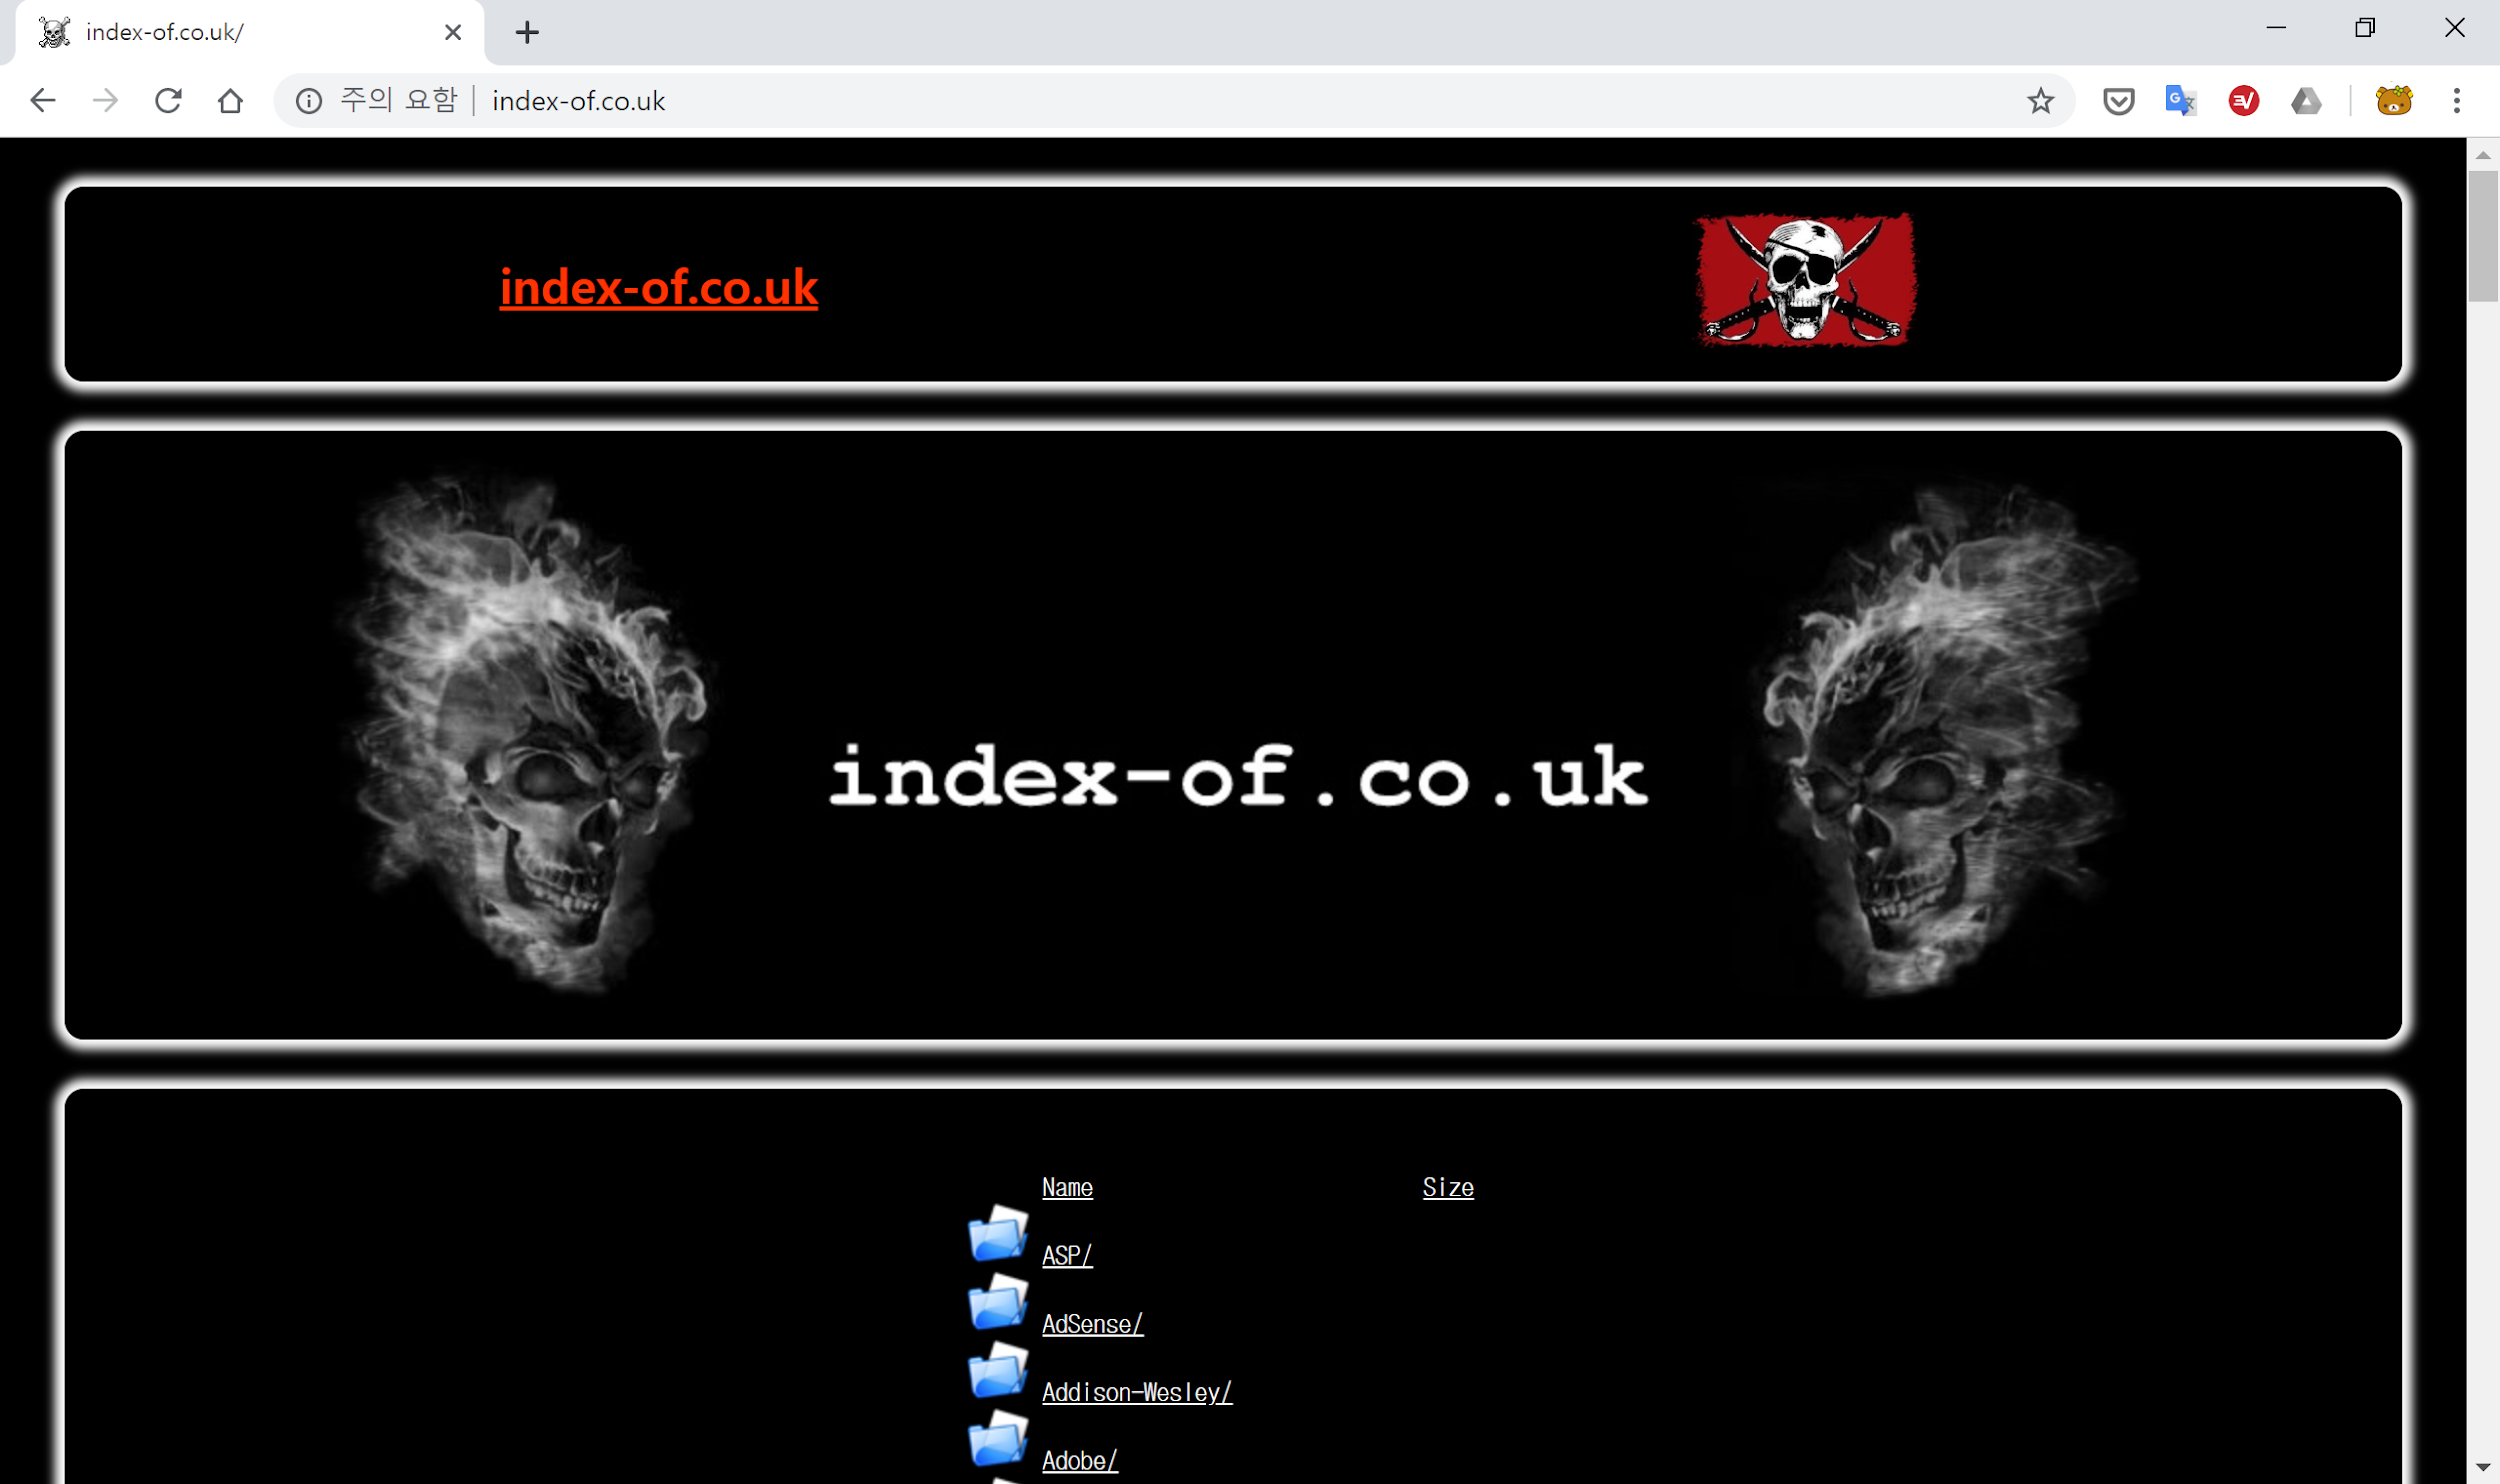 index-of.co.uk/
주의 요함 index-of.co.uk
index-of.co.uk
index-of.co.uk
Name Size
ASP/
AdSense/
Addison-Wesley/
Adobe/